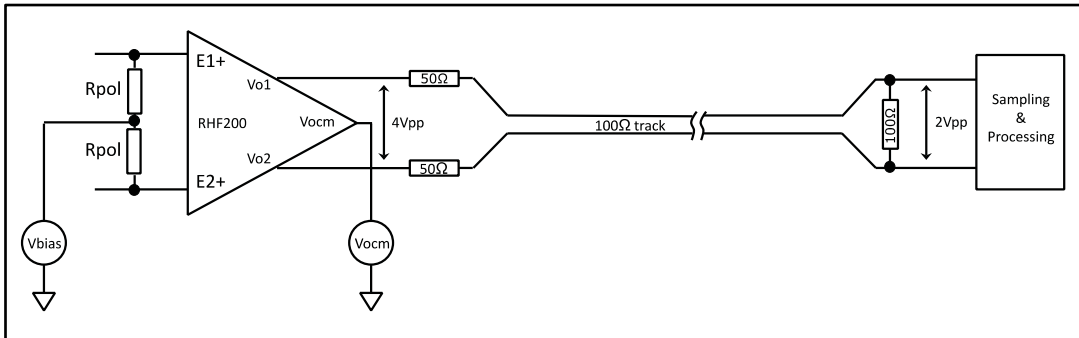 E1+
Rpol
Vo1
50Ω
RHF200
Vocm
4Vpp
100Ω track
100Ω
2Vpp
Sampling
&
Processing
Rpol
Vo2
50Ω
E2+
Vbias
Vocm